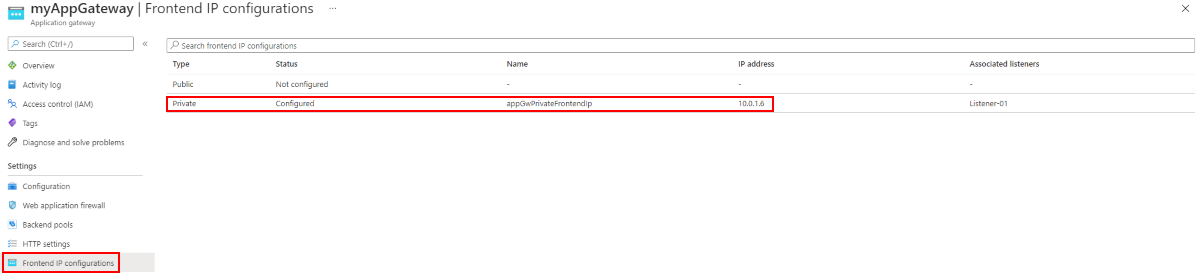 myAppGateway | Frontend IP configurations ...
Application gateway
Search (Ctrl+/)
«
Overview
Activity log
Access control (IAM)
Tags
Diagnose and solve problems
Settings
Configuration
Web application firewall
Backend pools
HTTP settings
Frontend IP configurations
Search frontend IP configurations
Type Status Name IP address Associated listeners
Public Not configured - - -
Private Configured appGwPrivateFrontendIp 10.0.1.6 Listener-01